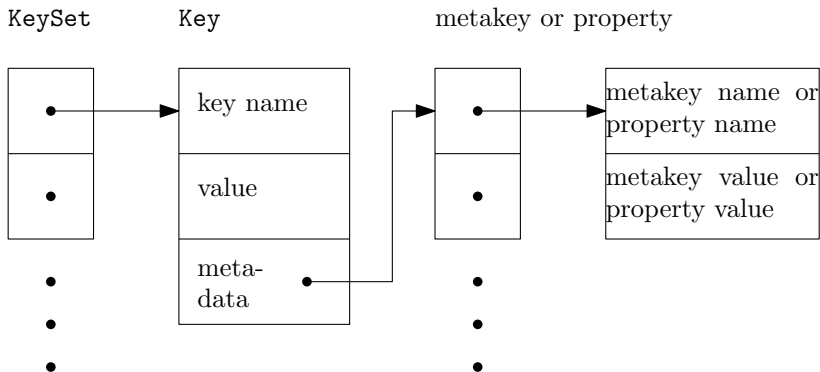 KeySet
Key
metakey or property
key name
value
meta-
data
metakey name or
property name
metakey value or
property value